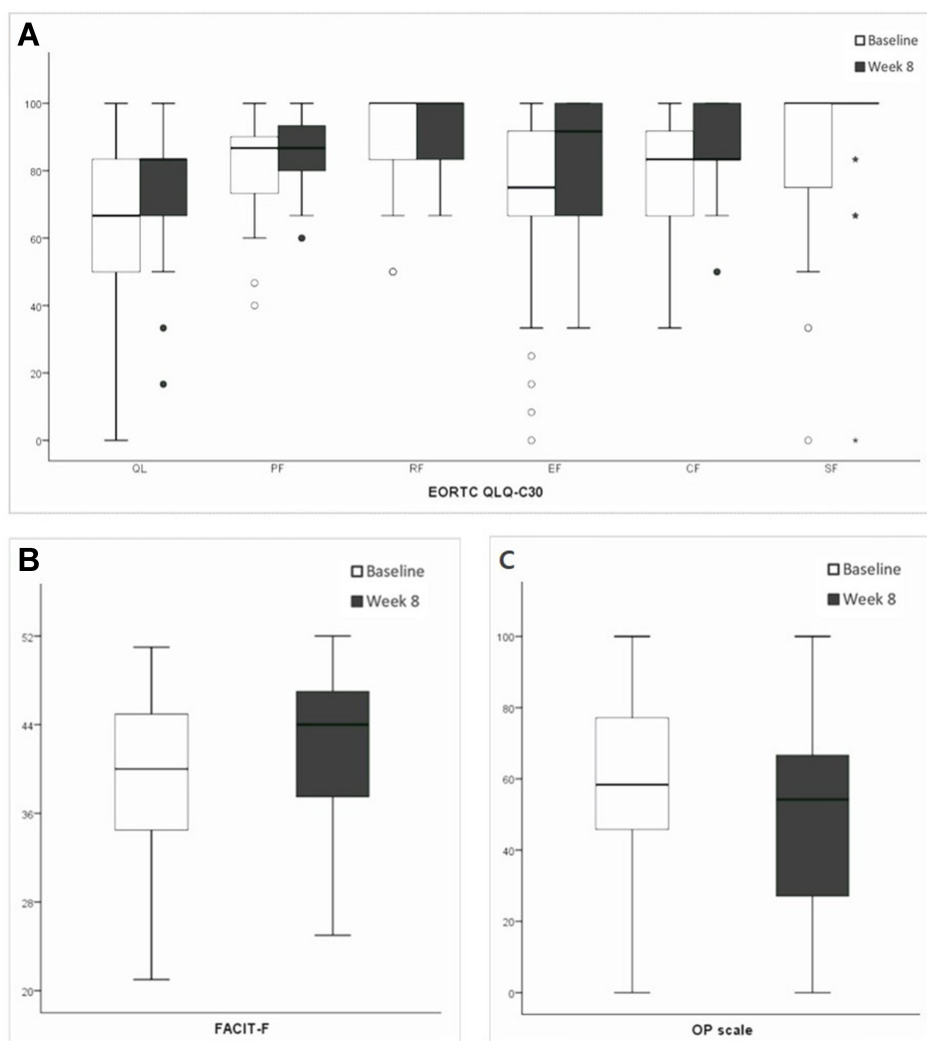 A
Baseline
Week 8
100
80
60
40
20
0
QL PF RF EF CF SF
EORTC QLQ-C30
B
Baseline
Week 8
52
44
36
28
20
FACIT-F
C
Baseline
Week 8
100
80
60
40
20
0
OP scale